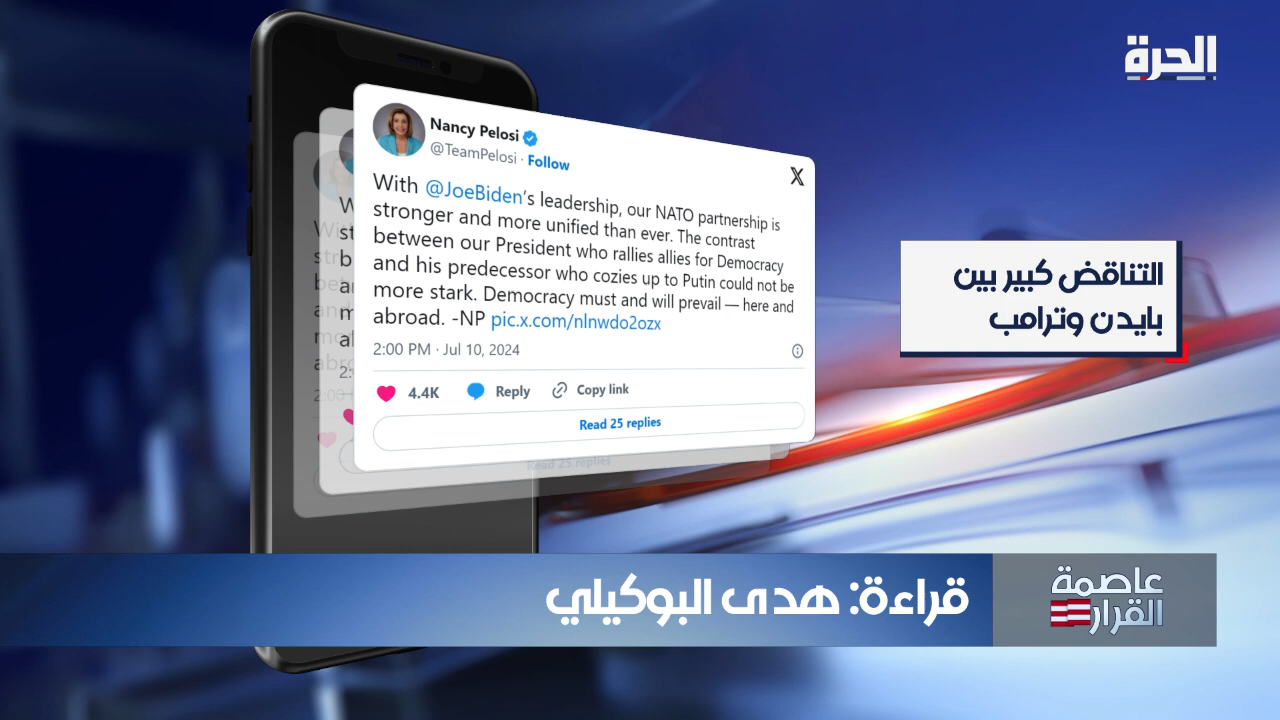 الحرة
Nancy Pelosi
@TeamPelosi · Follow
With @JoeBiden's leadership, our NATO partnership is
stronger and more unified than ever. The contrast
between our President who rallies allies for Democracy
and his predecessor who cozies up to Putin could not be
more stark. Democracy must and will prevail — here and
abroad. -NP pic.x.com/nlnwdo2ozx
2:00 PM · Jul 10, 2024
4.4K Reply Copy link
Read 25 replies
التناقض كبير بين
بايدن وترامب
عاصمة
القرار
قراءة: هدى البوكيلي